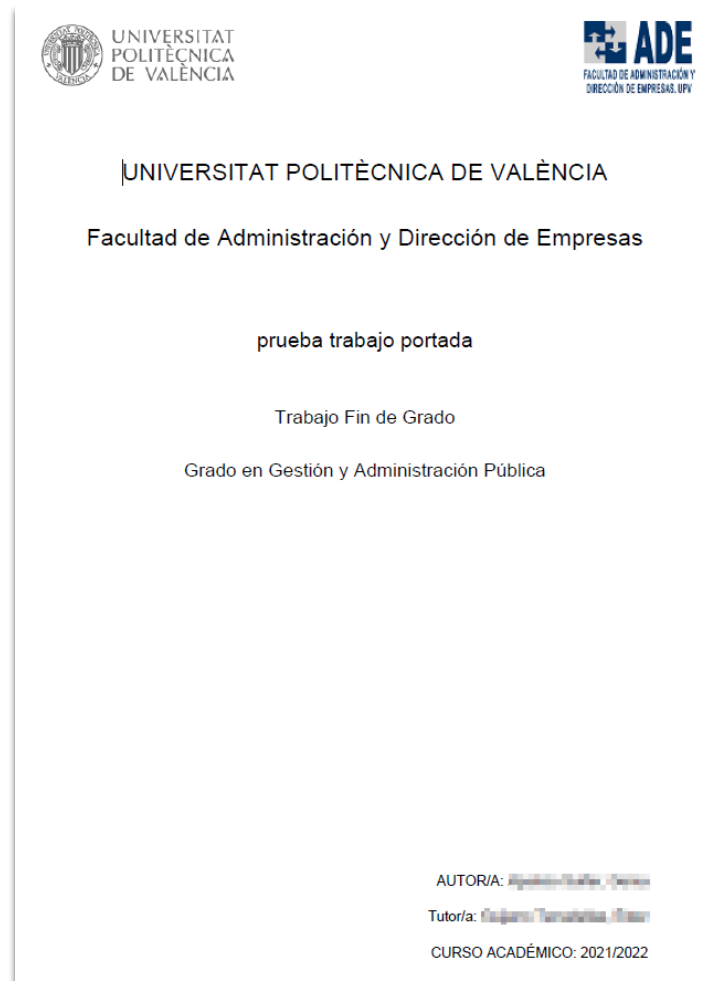 UNIVERSITAT
POLITÈCNICA
DE VALÈNCIA
ADE
FACULTAD DE ADMINISTRACIÓN Y
DIRECCIÓN DE EMPRESAS. UPV
UNIVERSITAT POLITÈCNICA DE VALÈNCIA
Facultad de Administración y Dirección de Empresas
prueba trabajo portada
Trabajo Fin de Grado
Grado en Gestión y Administración Pública
AUTOR/A:
Tutor/a:
CURSO ACADÉMICO: 2021/2022